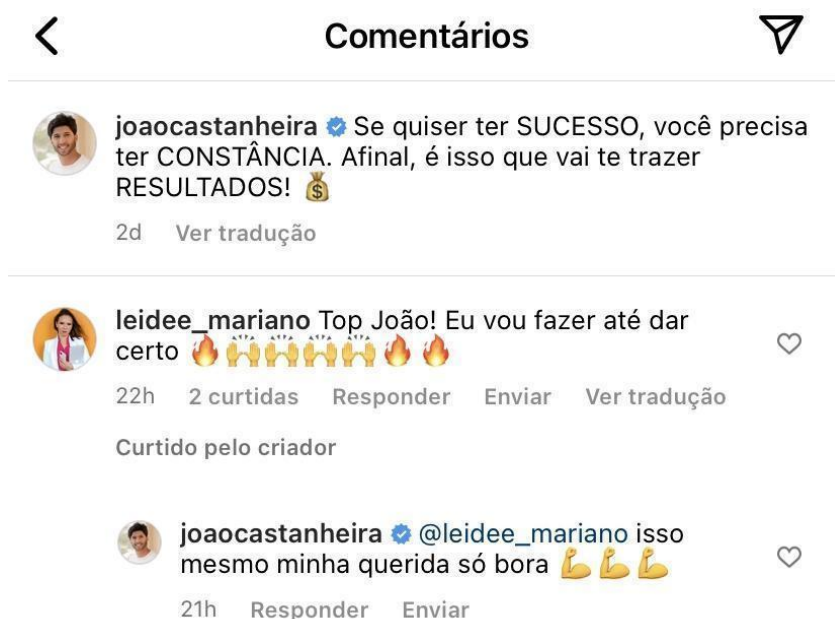 Comentários
joaocastanheira Se quiser ter SUCESSO, você precisa
ter CONSTÂNCIA. Afinal, é isso que vai te trazer
RESULTADOS! 💰
2d Ver tradução
leidee_mariano Top João! Eu vou fazer até dar
certo 🔥🙌🙌🙌🙌🔥🔥
22h 2 curtidas Responder Enviar Ver tradução
Curtido pelo criador
joaocastanheira @leidee_mariano isso
mesmo minha querida só bora 💪💪💪
21h Responder Enviar